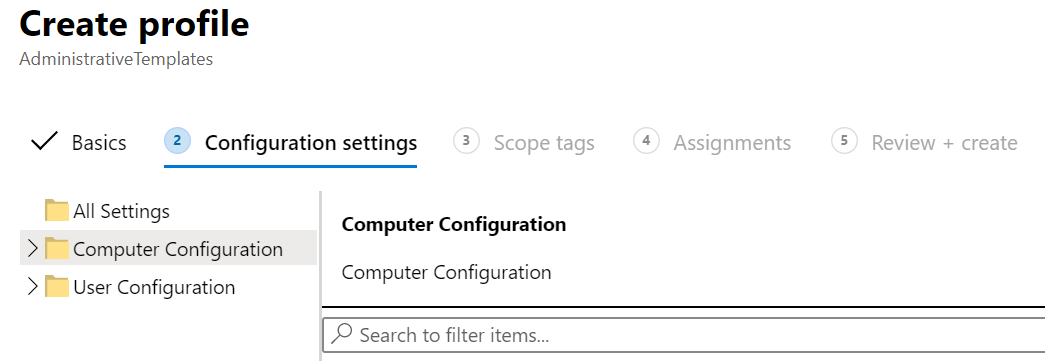 Create profile
AdministrativeTemplates
Basics 2 Configuration settings 3 Scope tags 4 Assignments 5 Review + create
All Settings
Computer Configuration
User Configuration
Computer Configuration
Computer Configuration
Search to filter items...